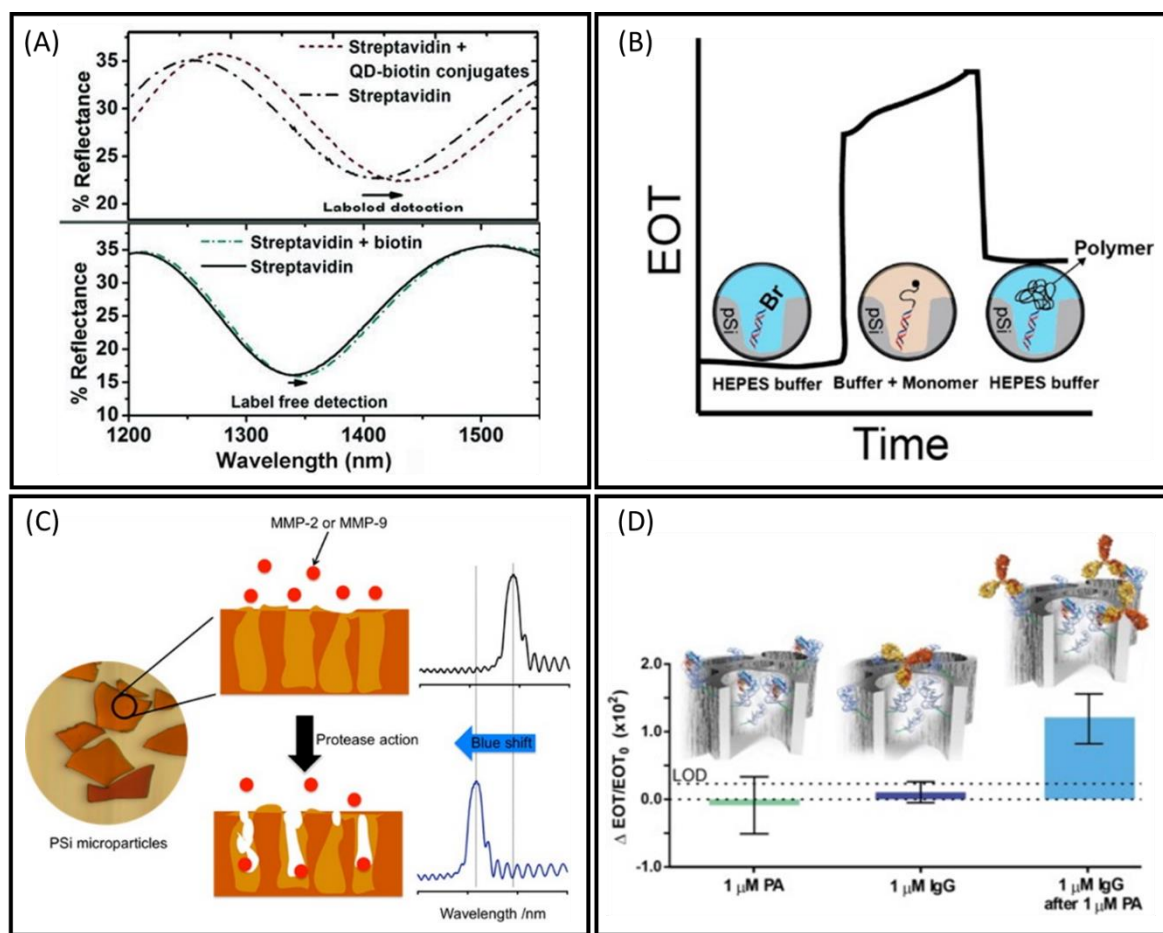 (A)
% Reflectance
35
30
25
20
Streptavidin +
QD-biotin conjugates
Streptavidin
Labolod dotoction
% Reflectance
35
30
25
20
15
10
Streptavidin + biotin
Streptavidin
Label free detection
1200 1300 1400 1500
Wavelength (nm)
(B)
EOT
Polymer
pSi Br
pSi
pSi
HEPES buffer Buffer + Monomer HEPES buffer
Time
(C)
MMP-2 or MMP-9
Protease action
Blue shift
PSi microparticles
Wavelength /nm
(D)
Δ EOT/EOT0 (x10²)
2.0
1.0
LOD
0.0
-1.0
1 μM PA
1 μM IgG
1 μM IgG
after 1 μM PA